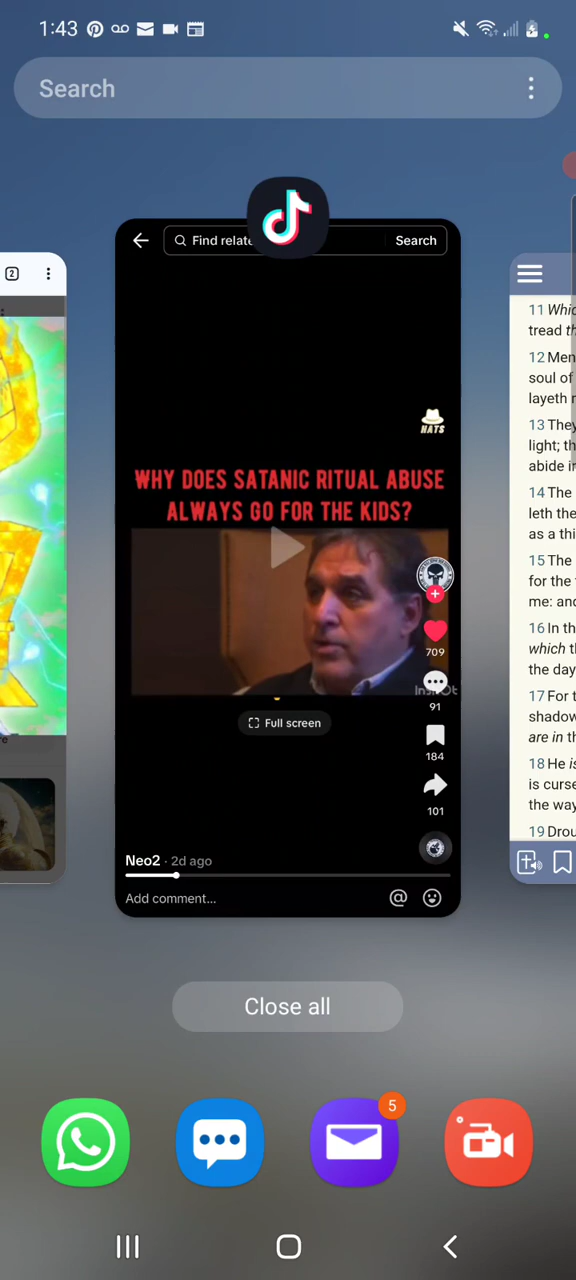 1:43
Search
2
Find relate
Search
HATS
WHY DOES SATANIC RITUAL ABUSE
ALWAYS GO FOR THE KIDS?
InShot
709
91
184
101
Full screen
Neo2 · 2d ago
Add comment...
@
11 Whic
tread th
12 Men
soul of
layeth n
13 They
light; th
abide in
14 The
leth the
as a thi
15 The
for the t
me: and
16 In th
which th
the day
17 For t
shadow
are in th
18 He is
is curse
the way
19 Drou
Close all
5